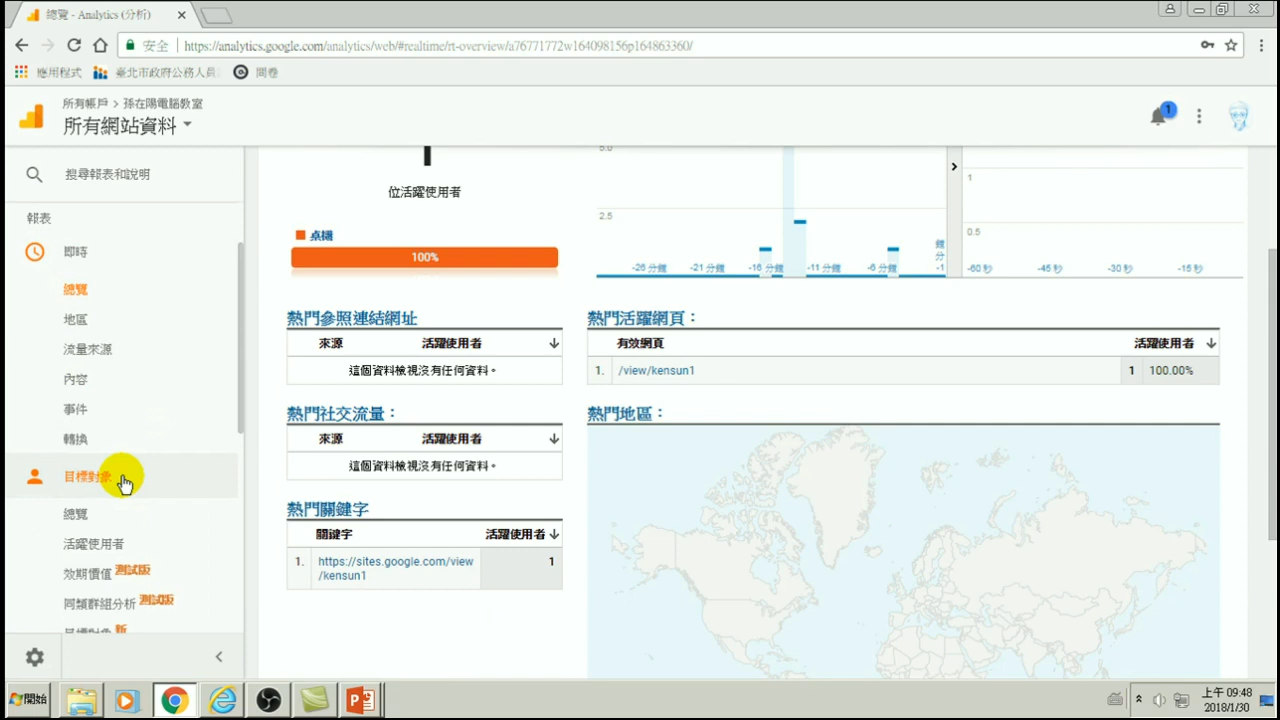 總覽 - Analytics (分析)
安全 https://analytics.google.com/analytics/web/#realtime/rt-overview/a76771772w164098156p164863360/
應用程式 臺北市政府公務人員 問卷
所有帳戶 > 孫在陽電腦教室
所有網站資料
1
搜尋報表和說明
報表
即時
總覽
地區
流量來源
內容
事件
轉換
目標對象
總覽
活躍使用者
效期價值 測試版
同類群組分析 測試版
目標對象 新
1
位活躍使用者
桌機
100%
5.0
2.5
-26 分鐘 -21 分鐘 -16 分鐘 -11 分鐘 -6 分鐘
鐘
分
-1
1
0.5
-60 秒 -45 秒 -30 秒 -15 秒
熱門參照連結網址
來源 活躍使用者
這個資料檢視沒有任何資料。
熱門社交流量:
來源 活躍使用者
這個資料檢視沒有任何資料。
熱門關鍵字
關鍵字 活躍使用者
1. https://sites.google.com/view
/kensun1 1
熱門活躍網頁:
有效網頁 活躍使用者
1. /view/kensun1 1 100.00%
熱門地區:
開始
上午 09:48
2018/1/30